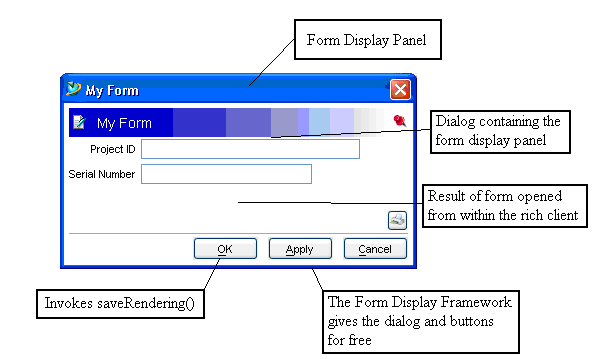 Form Display Panel
My Form
My Form
Dialog containing the
form display panel
Project ID
Serial Number
Result of form opened
from within the rich client
OK
Apply
Cancel
Invokes saveRendering()
The Form Display Framework
gives the dialog and buttons
for free